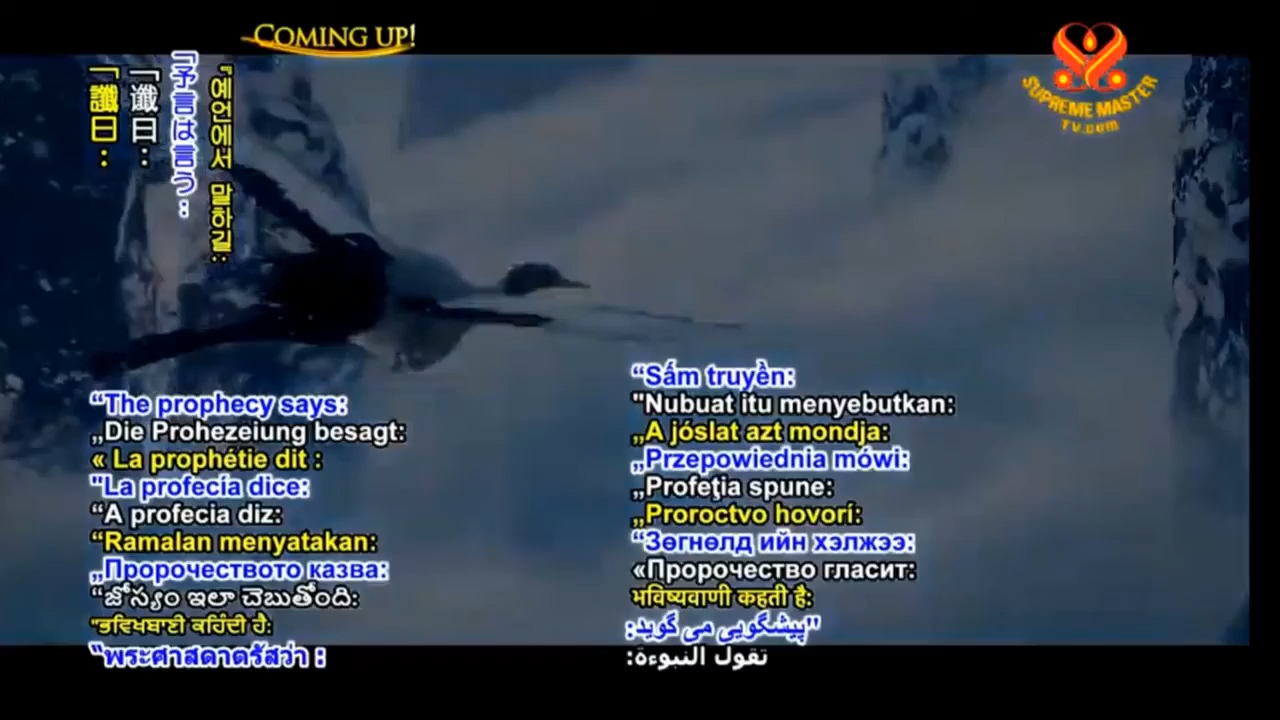 COMING UP!
SUPREME MASTER
TV.com
「讖曰：
「谶曰：
「予言は言う：
"예언에서 말하길:
“The prophecy says:
„Die Prohezeiung besagt:
« La prophétie dit :
"La profecía dice:
“A profecia diz:
“Ramalan menyatakan:
„Пророчеството казва:
“జోస్యం ఇలా చెబుతోంది:
"ਭਵਿਖਬਾਣੀ ਕਹਿੰਦੀ ਹੈ:
“พระศาสดาตรัสว่า :
“Sấm truyền:
"Nubuat itu menyebutkan:
„A jóslat azt mondja:
„Przepowiednia mówi:
„Profeţia spune:
„Proroctvo hovorí:
“Зөгнөлд ийн хэлжээ:
«Пророчество гласит:
भविष्यवाणी कहती है:
"پیشگویی می گوید:
تقول النبوءة: